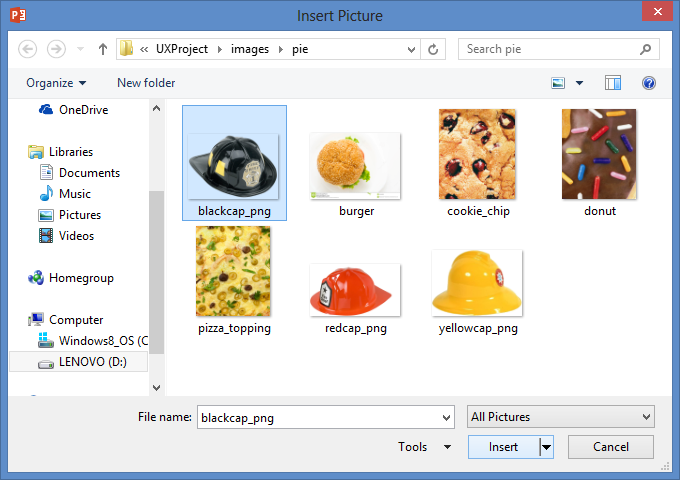 Insert Picture
« UXProject images pie
Search pie
Organize
New folder
OneDrive
Libraries
Documents
Music
Pictures
Videos
Homegroup
Computer
Windows8_OS (C
LENOVO (D:)
blackcap_png
burger
cookie_chip
donut
pizza_topping
redcap_png
yellowcap_png
File name:
blackcap_png
All Pictures
Tools
Insert
Cancel